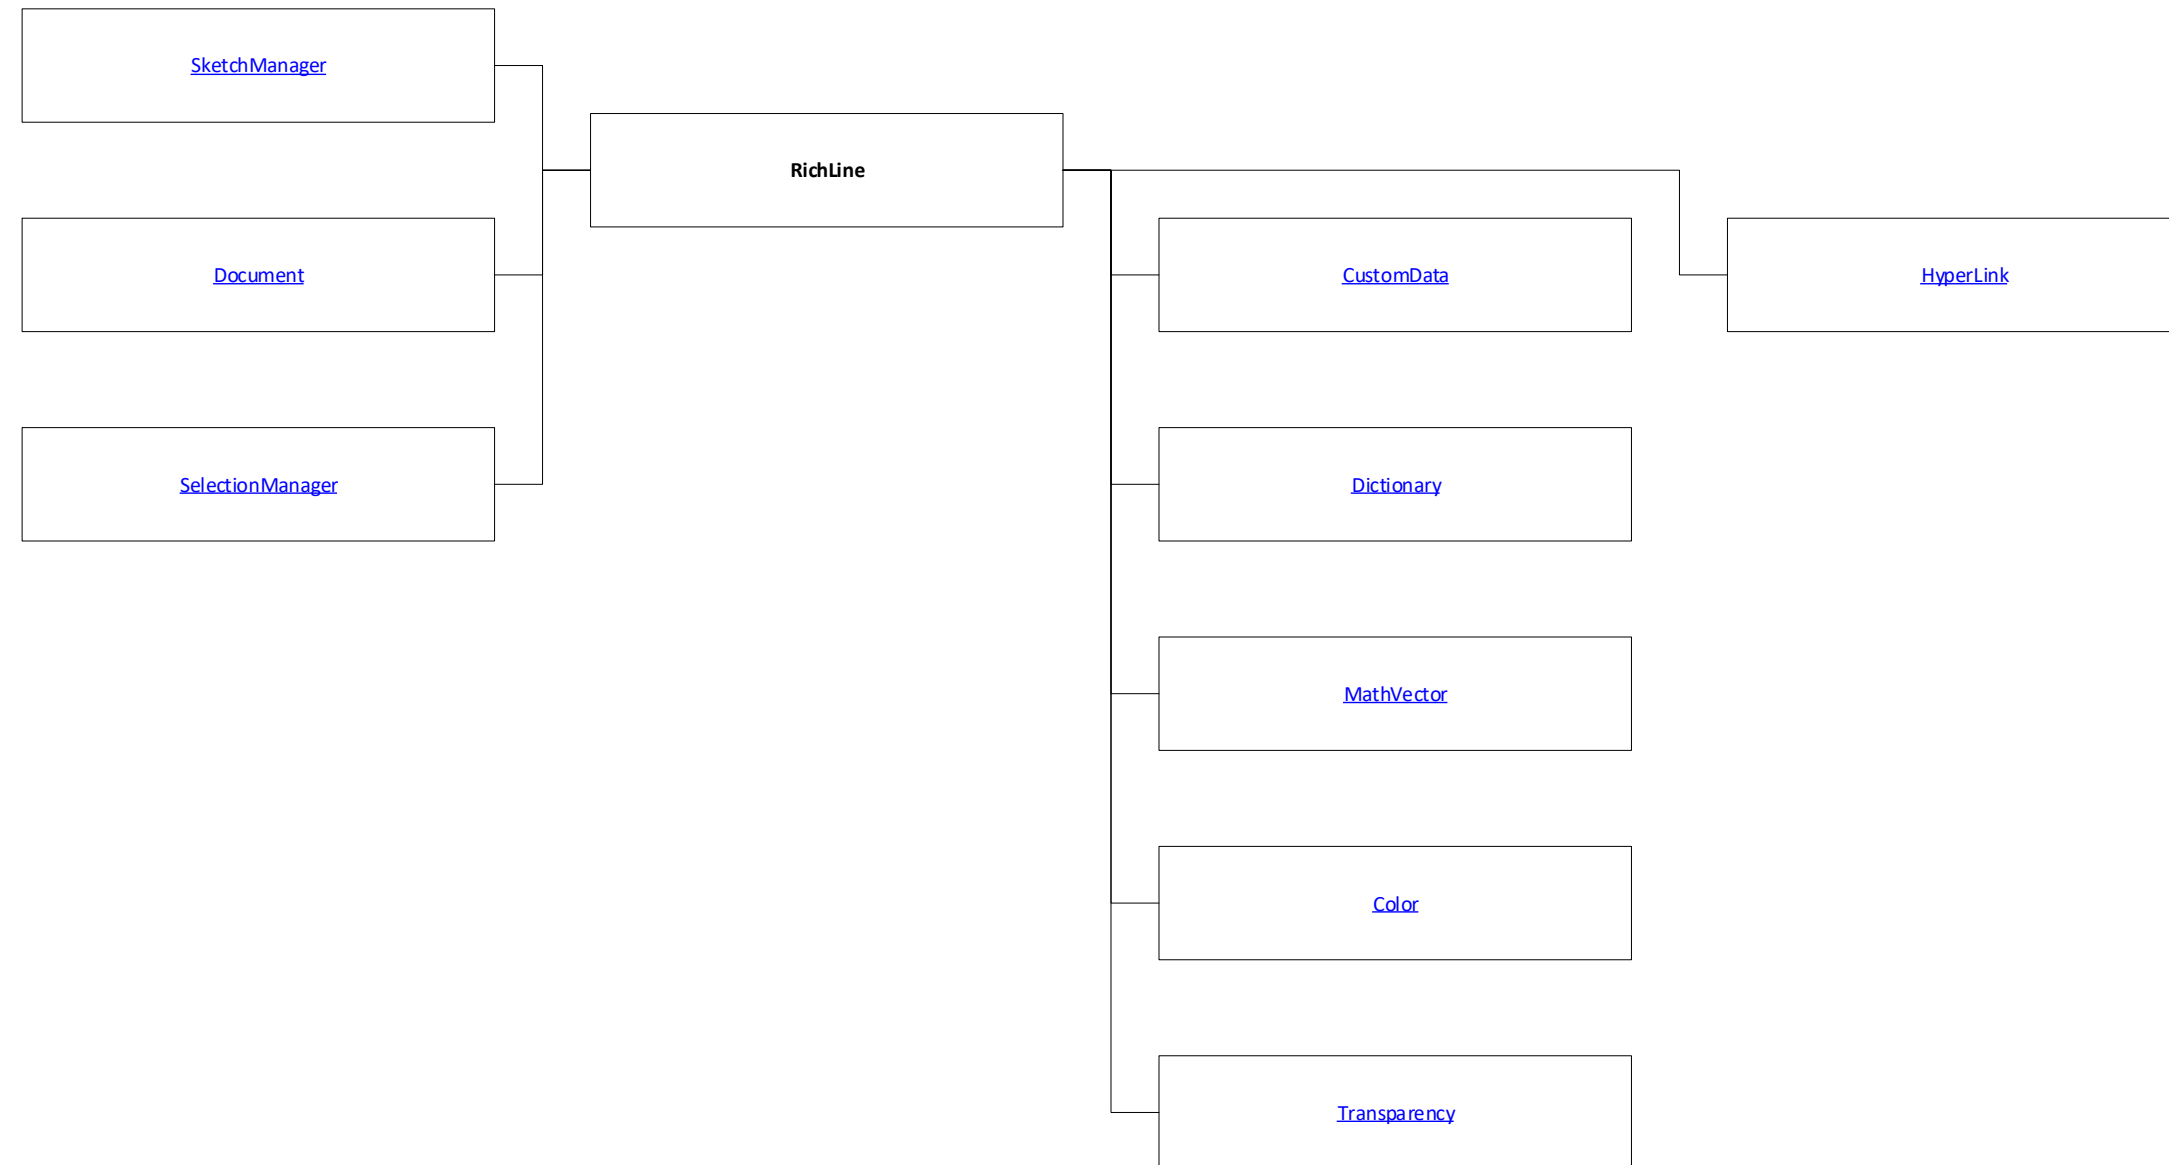 SketchManager
RichLine
Document
CustomData
HyperLink
SelectionManager
Dictionary
MathVector
Color
Transparency